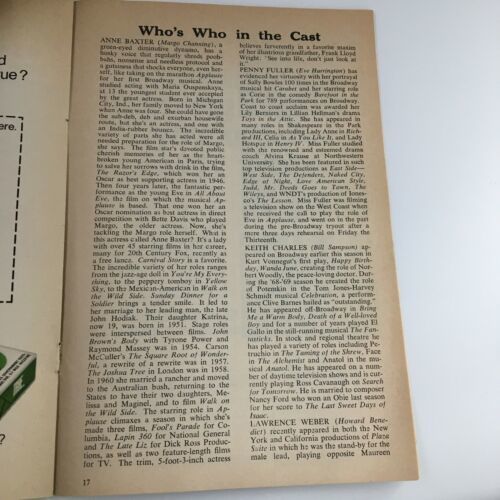 d
ue?
ere.
?
Who's Who in the Cast
ANNE BAXTER (Margo Channing), a
green-eyed diminutive dynamo, has a
husky voice that regards shreds poob-
bahs, nonsense and needless protocol and
a gutsiness that shocks everyone, even her-
self, like taking on the marathon Applause
for her first Broadway musical. Anne
studied acting with Maria Ouspenskaya,
at 13 the youngest student ever accepted
by the great actress. Born in Michigan
City, Ind., her family moved to New York
when Anne was four. She could have gone
the sub-deb, deb and exurban housewife
route, but she's an actress, and one with
an India-rubber bounce. The incredible
variety of parts she has acted were all
needed preparation for the role of Margo,
she says. The film star's devoted public
cherish memories of her as the heart-
broken young American in Paris, trying
to salve her sorrows with drink in the film
The Razor's Edge, which won her an
Oscar as best supporting actress in 1946.
Then four years later, the fantastic per-
formance as the young Eve in All About
Eve, the film on which the musical Ap-
plause is based. That one won her an
Oscar nomination as best actress in direct
competition with Bette Davis who played
Margo, the older actress. Now, she's
tackling the Margo role herself. What is
this actress called Anne Baxter? It's a lady
with over 45 starring films in her career,
many for 20th Century Fox, recently as
a free lance. Carnival Story is a favorite.
The incredible variety of her roles ranges
from the jazz-age doll in You're My Every-
thing, to the peppery tomboy in Yellow
Sky, to the Mexican-American in Walk on
the Wild Side. Sunday Dinner for a
Soldier brings a tender smile. It led to
her marriage to her leading man, the late
John Hodiak. Their daughter Katrina,
now 19, was born in 1951. Stage roles
were interspersed between films. John
Brown's Body with Tyrone Power and
Raymond Massey was in 1954. Carson
McCuller's The Square Root of Wonder-
ful, a rewrite of a rewrite was in 1957.
The Joshua Tree in London was in 1958.
In 1960 she married a rancher and moved
to the Australian bush, returning to the
States to have their two daughters, Me-
lissa and Maginel, and to film Walk on
the Wild Side. The starring role in Ap-
plause climaxes a season in which she's
made three films, Fool's Parade for Co-
lumbia, Lapin 360 for National General
and The Late Liz for Dick Ross Produc-
tions, as well as two feature-length films
for TV. The trim, 5-foot-3-inch actress
17
believes fervently in a favorite maxim
of her illustrious grandfather, Frank Lloyd
Wright: "See into life, don't just look at
it."
PENNY FULLER (Eve Harrington) has
evidenced her virtuosity with her portrayal
of Sally Bowles 100 times in the Broadway
musical hit Cabaret and her starring role
as Corie in the comedy Barefoot in the
Park for 789 performances on Broadway.
Coast to coast acclaim was awarded her
Lily Berniers in Lillian Hellman's drama
Toys in the Attic. She has appeared in
many roles in Shakespeare in the Park
productions, including Lady Anne in Rich-
ard III, Celia in As You Like It, and Lady
Hotspur in Henry IV. Miss Fuller studied
with the renowned and esteemed drama
coach Alvina Krause at Northwestern
University. She has been featured in such
top television productions as East Side—
West Side, The Defenders, Naked City,
Edge of Night, Love American Style,
Judd, Mr. Deeds Goes to Town, The
Wileys, and WNDT's production of Iones-
co's The Lesson. Miss Fuller was filming
a television show on the West Coast when
she received the call to play the role of
Eve in Applause, and went on in the part
during the pre-Broadway tryout after a
mere three days rehearsal on Friday the
Thirteenth.
KEITH CHARLES (Bill Sampson) ap-
peared on Broadway earlier this season in
Kurt Vonnegut's first play, Happy Birth-
day, Wanda June, creating the role of Nor-
bert Woodly, the peace-loving doctor. Dur-
ing the '68-'69 season he created the role
of Potemkin in the Tom Jones-Harvey
Schmidt musical Celebration, a perform-
ance Clive Barnes hailed as "outstanding."
He has appeared off-Broadway in Bring
Me a Warm Body, Death of a Well-loved
Boy and for a number of years played El
Gallo in the still-running musical The Fan-
tasticks. In stock and regional theatre he
has played a variety of roles including Pe-
truchio in The Taming of the Shrew, Face
in The Alchemist and Anatol in the mu-
sical Anatol. He has appeared on a num-
ber of daytime television shows and is cur-
rently playing Ross Cavanaugh on Search
for Tomorrow. He is married to composer
Nancy Ford who won an Obie last season
for her score to The Last Sweet Days of
Isaac.
LAWRENCE WEBER (Howard Bene-
dict) recently appeared in both the New
York and California productions of Plaza
Suite in which he was the stand-by for the
male lead, playing opposite Maureen